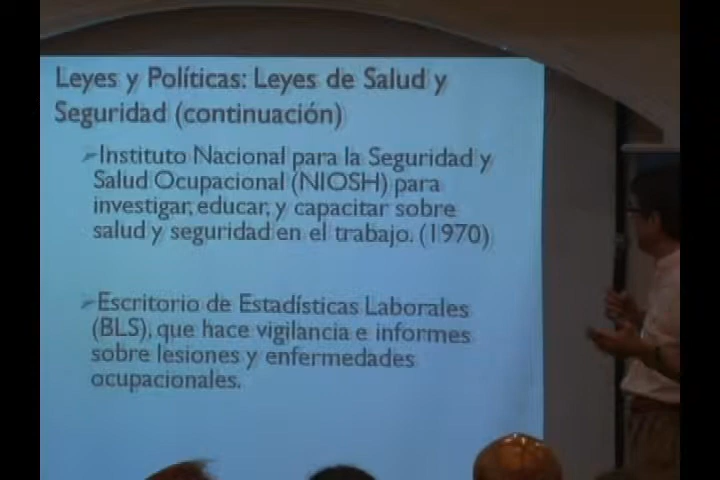 Leyes y Políticas: Leyes de Salud y
Seguridad (continuación)
Instituto Nacional para la Seguridad y
Salud Ocupacional (NIOSH) para
investigar, educar, y capacitar sobre
salud y seguridad en el trabajo. (1970)
Escritorio de Estadísticas Laborales
(BLS), que hace vigilancia e informes
sobre lesiones y enfermedades
ocupacionales.